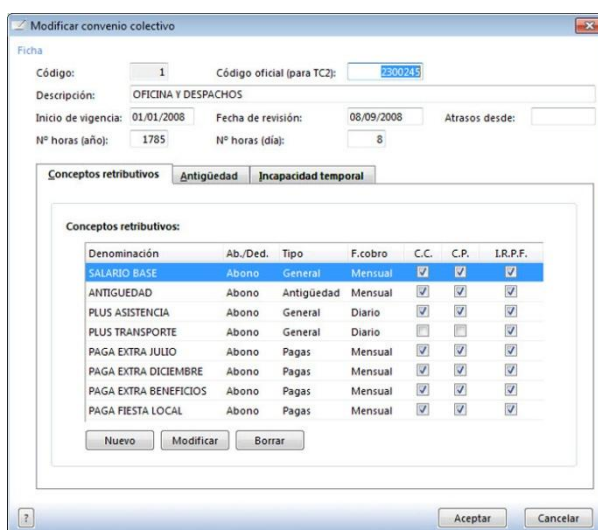 Modificar convenio colectivo
Ficha
Código: 1 Código oficial (para TC2): 2300245
Descripción: OFICINA Y DESPACHOS
Inicio de vigencia: 01/01/2008 Fecha de revisión: 08/09/2008 Atrasos desde:
Nº horas (año): 1785 Nº horas (día): 8
Conceptos retributivos Antigüedad Incapacidad temporal
Conceptos retributivos:
Denominación Ab./Ded. Tipo F.cobro C.C. C.P. I.R.P.F.
SALARIO BASE Abono General Mensual
ANTIGUEDAD Abono Antigüedad Mensual
PLUS ASISTENCIA Abono General Diario
PLUS TRANSPORTE Abono General Diario
PAGA EXTRA JULIO Abono Pagas Mensual
PAGA EXTRA DICIEMBRE Abono Pagas Mensual
PAGA EXTRA BENEFICIOS Abono Pagas Mensual
PAGA FIESTA LOCAL Abono Pagas Mensual
Nuevo Modificar Borrar
? Aceptar Cancelar